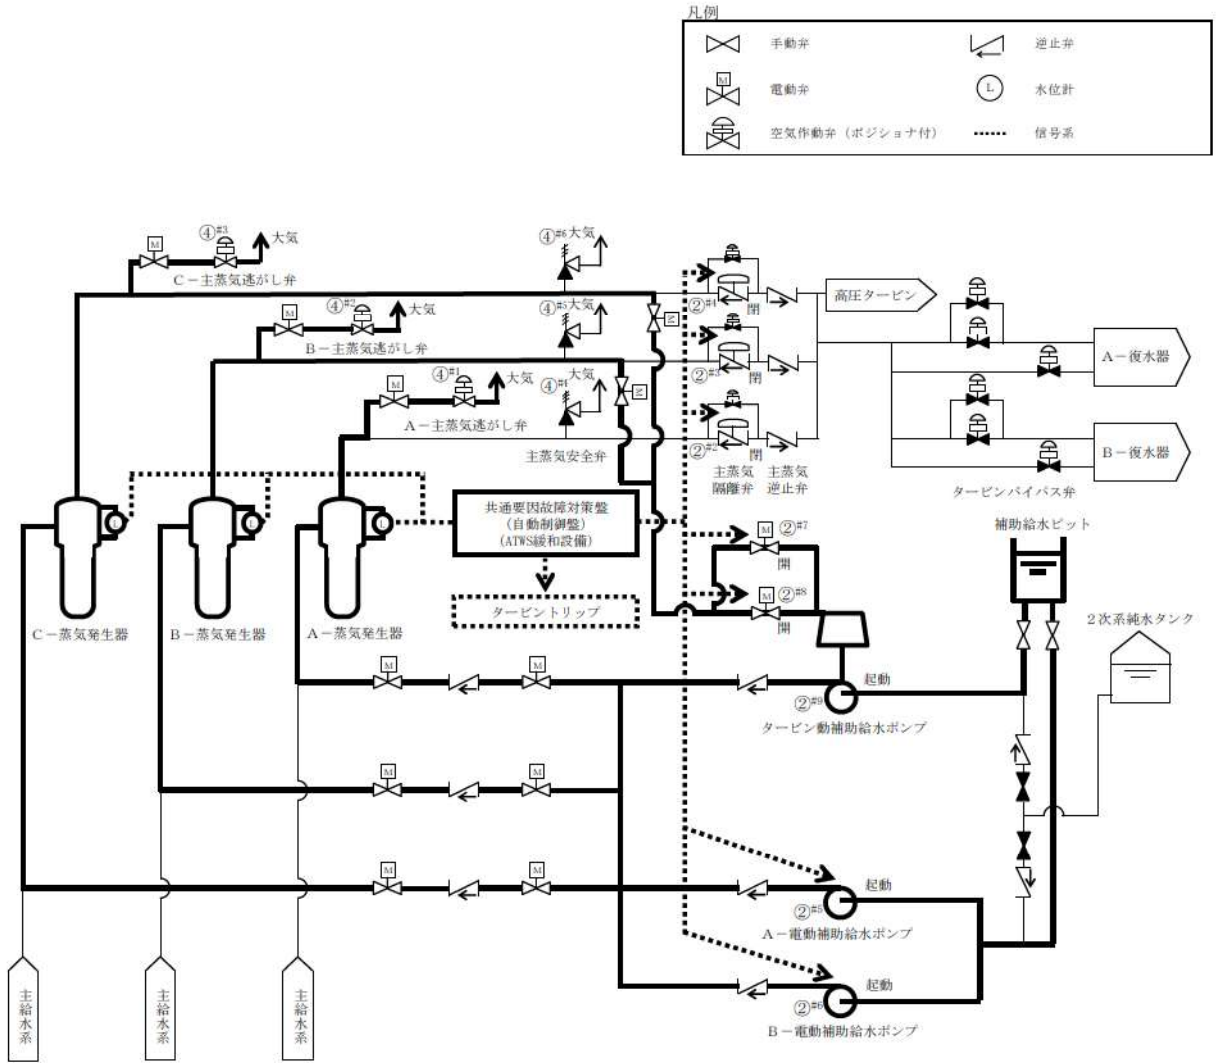 凡例
手動弁
逆止弁
M
電動弁
L
水位計
空気作動弁（ポジショナ付）
信号系
④#3
大気
M
C－主蒸気逃がし弁
④#6大気
④#2
大気
M
B－主蒸気逃がし弁
④#5大気
④#1
大気
M
A－主蒸気逃がし弁
④#4大気
主蒸気安全弁
M
M
②#4
閉
②#3
閉
②#2
閉
主蒸気
隔離弁
主蒸気
逆止弁
高圧タービン
A－復水器
B－復水器
タービンバイパス弁
L
L
L
共通要因故障対策盤
(自動制御盤)
(ATWS緩和設備)
タービントリップ
C－蒸気発生器
B－蒸気発生器
A－蒸気発生器
M
②#7
開
M
②#8
開
補助給水ピット
２次系純水タンク
M
M
起動
②#9
タービン動補助給水ポンプ
M
M
M
M
起動
②#5
A－電動補助給水ポンプ
起動
②#6
B－電動補助給水ポンプ
主給水系
主給水系
主給水系